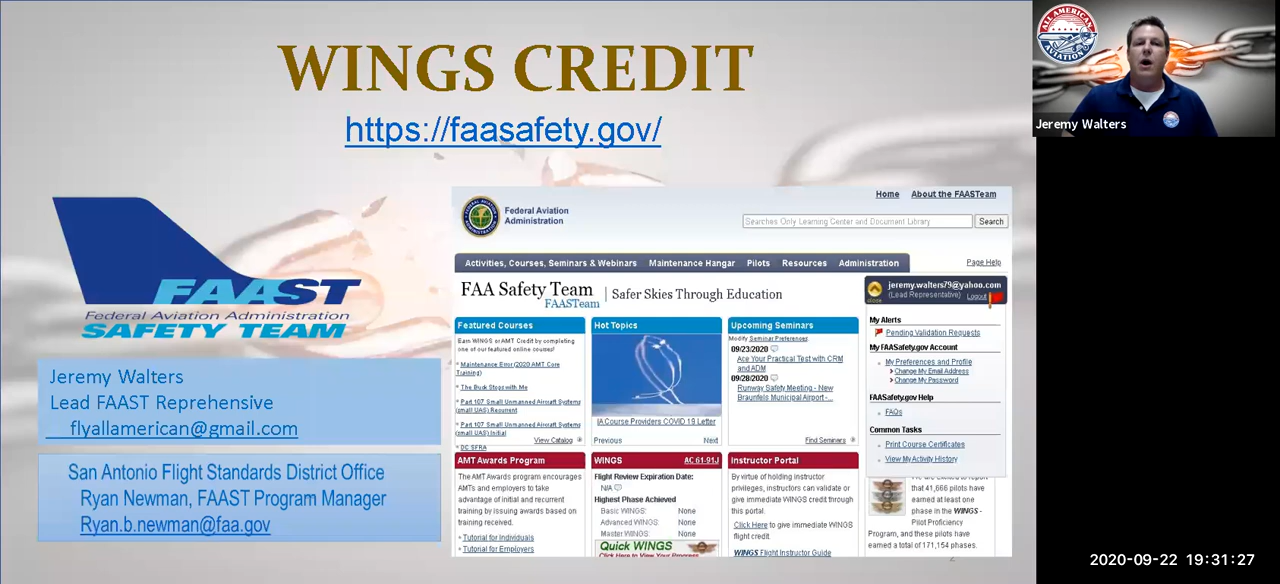 WINGS CREDIT
https://faasafety.gov/
FAAST
Federal Aviation Administration
SAFETY TEAM
Jeremy Walters
Lead FAAST Reprehensive
flyallamerican@gmail.com
San Antonio Flight Standards District Office
Ryan Newman, FAAST Program Manager
Ryan.b.newman@faa.gov
Home About the FAASTeam
Federal Aviation
Administration
Searches Only Learning Center and Document Library Search
Activities, Courses, Seminars & Webinars Maintenance Hangar Pilots Resources Administration Page Help
FAA Safety Team
FAASTeam
Safer Skies Through Education
jeremy.walters79@yahoo.com
(Lead Representative) Logout
Featured Courses
Earn WINGS or AMT Credit by completing
one of our featured online courses!
Maintenance Error (2020 AMT Core
Training)
The Buck Stops with Me
Part 107 Small Unmanned Aircraft Systems
(small UAS) Recurrent
Part 107 Small Unmanned Aircraft Systems
(small UAS) Initial
View Catalog
DC SFRA
Hot Topics
IA Course Providers COVID 19 Letter
Previous Next
Upcoming Seminars
Modify Seminar Preferences.
09/23/2020
Ace Your Practical Test with CRM
and ADM
09/28/2020
Runway Safety Meeting - New
Braunfels Municipal Airport -...
Find Seminars
My Alerts
Pending Validation Requests
My FAASafety.gov Account
My Preferences and Profile
Change My Email Address
Change My Password
FAASafety.gov Help
FAQs
Common Tasks
Print Course Certificates
View My Activity History
AMT Awards Program
The AMT Awards program encourages
AMTs and employers to take
advantage of initial and recurrent
training by issuing awards based on
training received.
Tutorial for Individuals
Tutorial for Employers
WINGS AC 61-91J
Flight Review Expiration Date:
N/A
Highest Phase Achieved
Basic WINGS: None
Advanced WINGS: None
Master WINGS: None
Quick WINGS
Click Here to View Your Progress
Instructor Portal
By virtue of holding instructor
privileges, instructors can validate or
give immediate WINGS credit through
this portal.
Click Here to give immediate WINGS
flight credit.
WINGS Flight Instructor Guide
that 41,666 pilots have
earned at least one
phase in the WINGS -
Pilot Proficiency
Program, and these pilots have
earned a total of 171,154 phases.
2
ALL AMERICAN
AVIATION
Jeremy Walters
2020-09-22 19:31:27